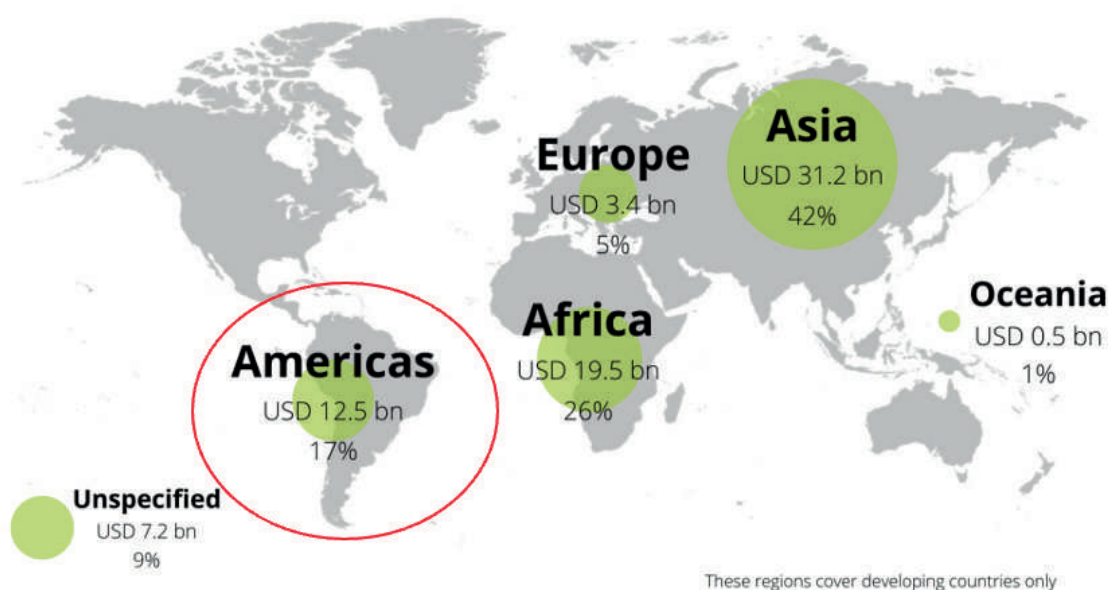 Asia
USD 31.2 bn
42%
Europe
USD 3.4 bn
5%
Oceania
USD 0.5 bn
1%
Africa
USD 19.5 bn
26%
Americas
USD 12.5 bn
17%
Unspecified
USD 7.2 bn
9%
These regions cover developing countries only